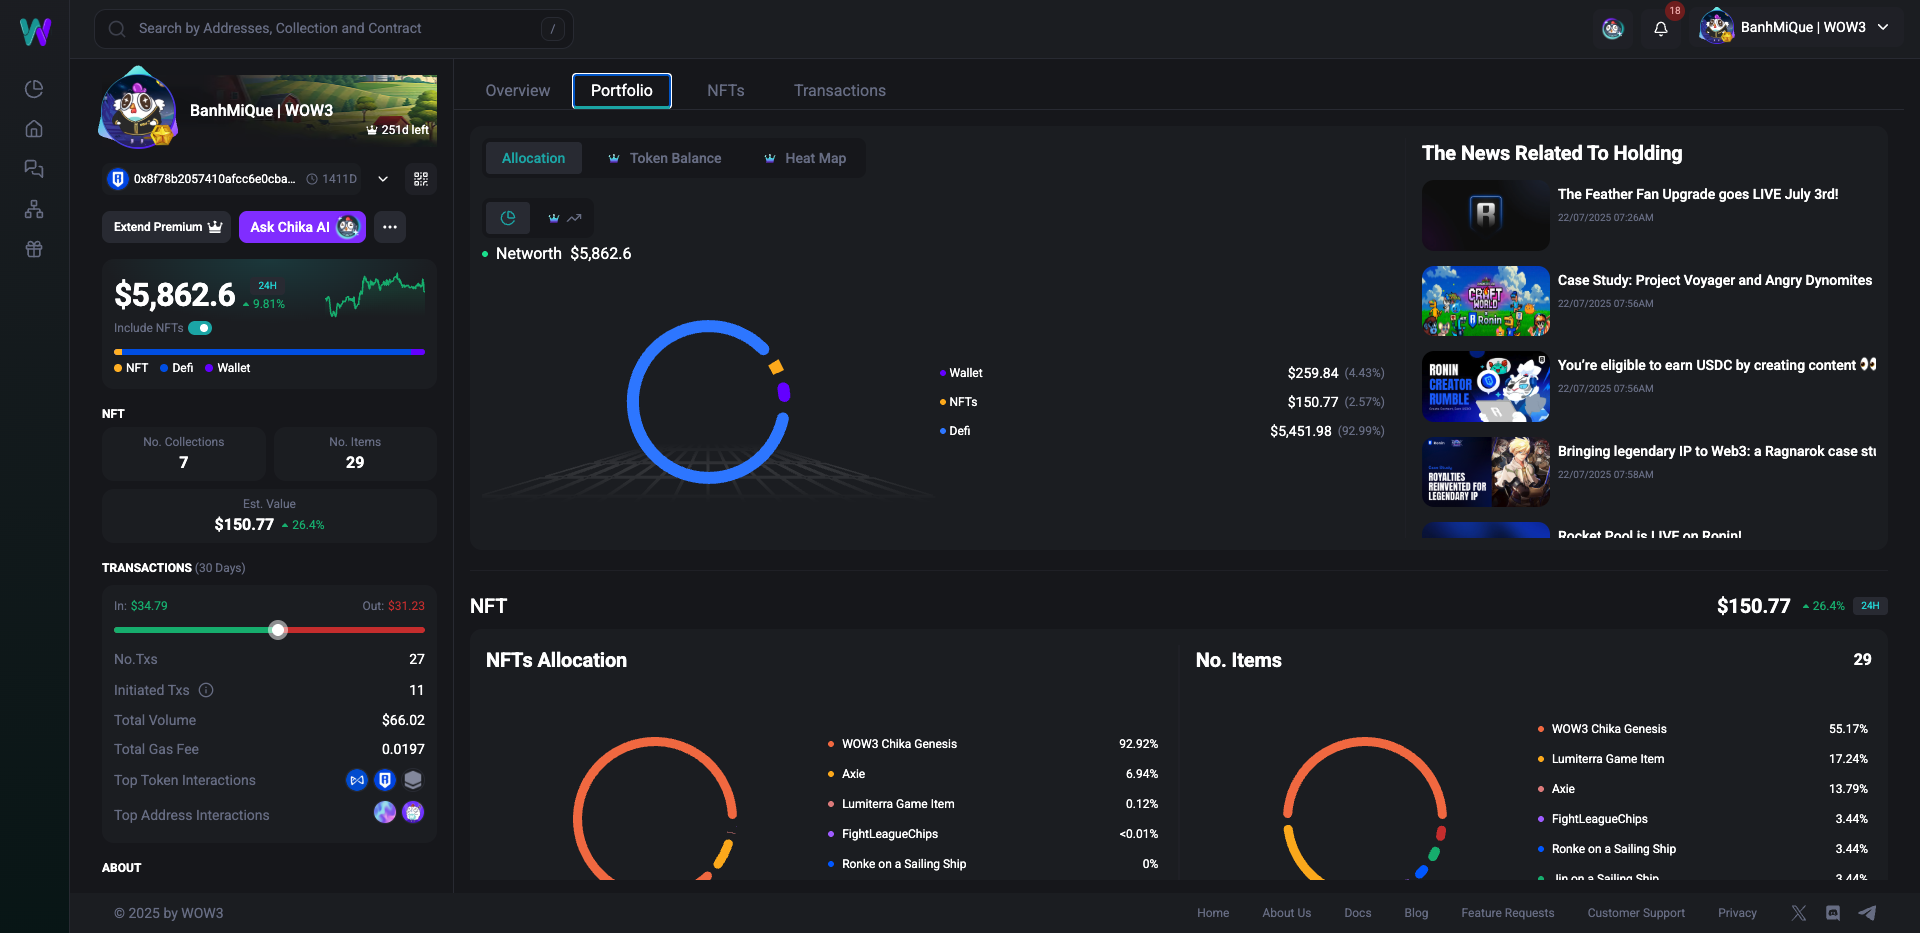 Search by Addresses, Collection and Contract
/
18
BanhMiQue | WOW3
BanhMiQue | WOW3
251d left
0x8f78b2057410afcc6e0cba...
1411D
Extend Premium
Ask Chika AI
$5,862.6
24H
9.81%
Include NFTs
NFT
Defi
Wallet
NFT
No. Collections
7
No. Items
29
Est. Value
$150.77
26.4%
TRANSACTIONS (30 Days)
In: $34.79
Out: $31.23
No.Txs
27
Initiated Txs
11
Total Volume
$66.02
Total Gas Fee
0.0197
Top Token Interactions
Top Address Interactions
ABOUT
Overview
Portfolio
NFTs
Transactions
Allocation
Token Balance
Heat Map
Networth $5,862.6
Wallet
$259.84 (4.43%)
NFTs
$150.77 (2.57%)
Defi
$5,451.98 (92.99%)
The News Related To Holding
The Feather Fan Upgrade goes LIVE July 3rd!
22/07/2025 07:26AM
CRAFT
WORLD
Ronin
Case Study: Project Voyager and Angry Dynomites
22/07/2025 07:56AM
RONIN
CREATOR
RUMBLE
You're eligible to earn USDC by creating content 👀
22/07/2025 07:56AM
ROYALTIES
REINVENTED FOR
LEGENDARY IP
Bringing legendary IP to Web3: a Ragnarok case stu
22/07/2025 07:58AM
Rocket Pool is LIVE on Ronin!
NFT
$150.77
26.4%
24H
NFTs Allocation
WOW3 Chika Genesis
92.92%
Axie
6.94%
Lumiterra Game Item
0.12%
FightLeagueChips
<0.01%
Ronke on a Sailing Ship
0%
No. Items
29
WOW3 Chika Genesis
55.17%
Lumiterra Game Item
17.24%
Axie
13.79%
FightLeagueChips
3.44%
Ronke on a Sailing Ship
3.44%
Jin on a Sailing Ship
3.44%
© 2025 by WOW3
Home
About Us
Docs
Blog
Feature Requests
Customer Support
Privacy